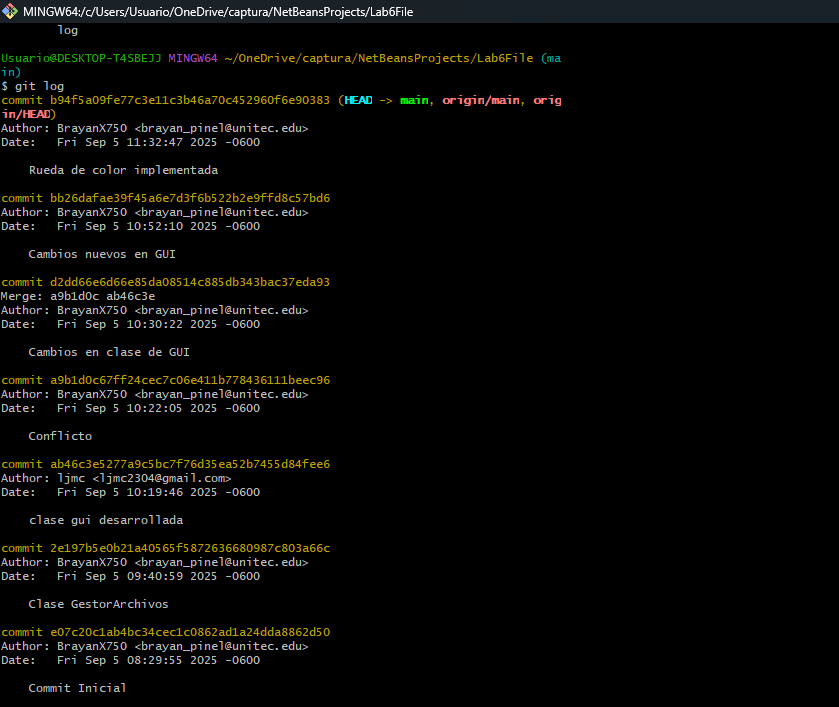 MINGW64:/c/Users/Usuario/OneDrive/captura/NetBeansProjects/Lab6File
log
Usuario@DESKTOP-T4SBEJJ MINGW64 ~/OneDrive/captura/NetBeansProjects/Lab6File (ma
in)
$ git log
commit b94f5a09fe77c3e11c3b46a70c452960f6e90383 (HEAD -> main, origin/main, orig
in/HEAD)
Author: BrayanX750 <brayan_pinel@unitec.edu>
Date:   Fri Sep 5 11:32:47 2025 -0600
Rueda de color implementada
commit bb26dafae39f45a6e7d3f6b522b2e9ffd8c57bd6
Author: BrayanX750 <brayan_pinel@unitec.edu>
Date:   Fri Sep 5 10:52:10 2025 -0600
Cambios nuevos en GUI
commit d2dd66e6d66e85da08514c885db343bac37eda93
Merge: a9b1d0c ab46c3e
Author: BrayanX750 <brayan_pinel@unitec.edu>
Date:   Fri Sep 5 10:30:22 2025 -0600
Cambios en clase de GUI
commit a9b1d0c67ff24cec7c06e411b778436111beec96
Author: BrayanX750 <brayan_pinel@unitec.edu>
Date:   Fri Sep 5 10:22:05 2025 -0600
Conflicto
commit ab46c3e5277a9c5bc7f76d35ea52b7455d84fee6
Author: ljmc <ljmc2304@gmail.com>
Date:   Fri Sep 5 10:19:46 2025 -0600
clase gui desarrollada
commit 2e197b5e0b21a40565f5872636680987c803a66c
Author: BrayanX750 <brayan_pinel@unitec.edu>
Date:   Fri Sep 5 09:40:59 2025 -0600
Clase GestorArchivos
commit e07c20c1ab4bc34cec1c0862ad1a24dda8862d50
Author: BrayanX750 <brayan_pinel@unitec.edu>
Date:   Fri Sep 5 08:29:55 2025 -0600
Commit Inicial